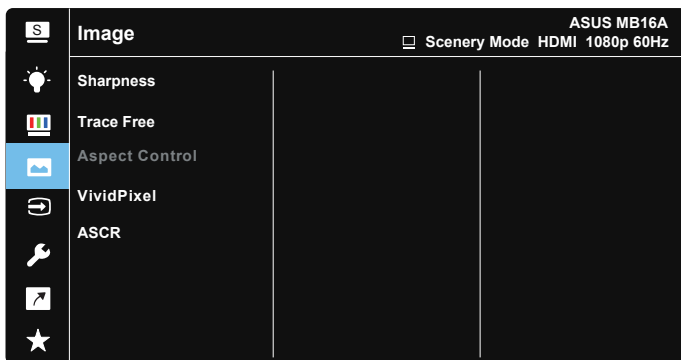 S
Image
ASUS MB16A
Scenery Mode HDMI 1080p 60Hz
Sharpness
Trace Free
Aspect Control
VividPixel
ASCR